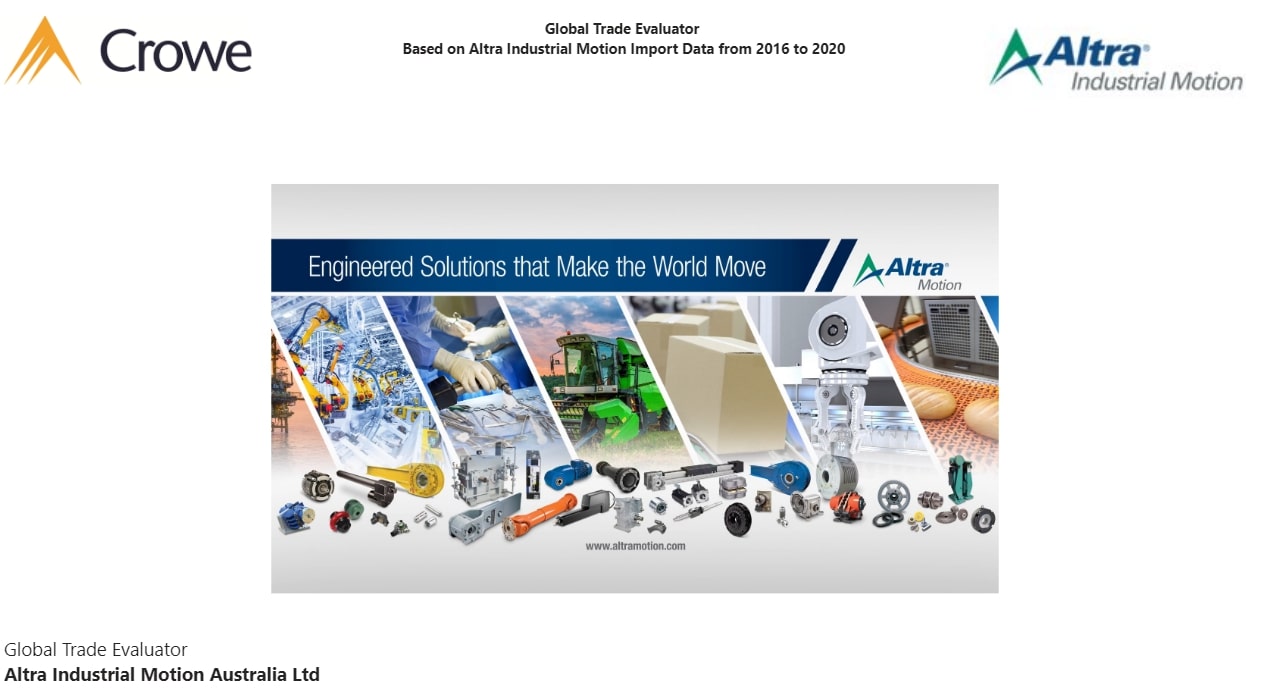 Crowe
Global Trade Evaluator
Based on Altra Industrial Motion Import Data from 2016 to 2020
Altra®
Industrial Motion
Engineered Solutions that Make the World Move
Altra®
Motion
www.altramotion.com
Global Trade Evaluator
Altra Industrial Motion Australia Ltd